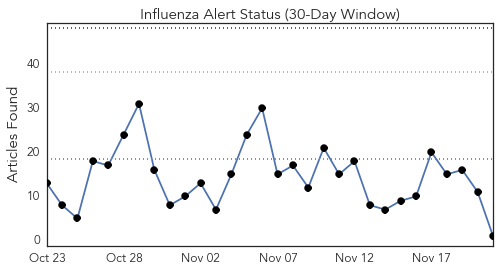 Influenza Alert Status (30-Day Window)
Articles Found
40
30
20
10
0
Oct 23 Oct 28 Nov 02 Nov 07 Nov 12 Nov 17